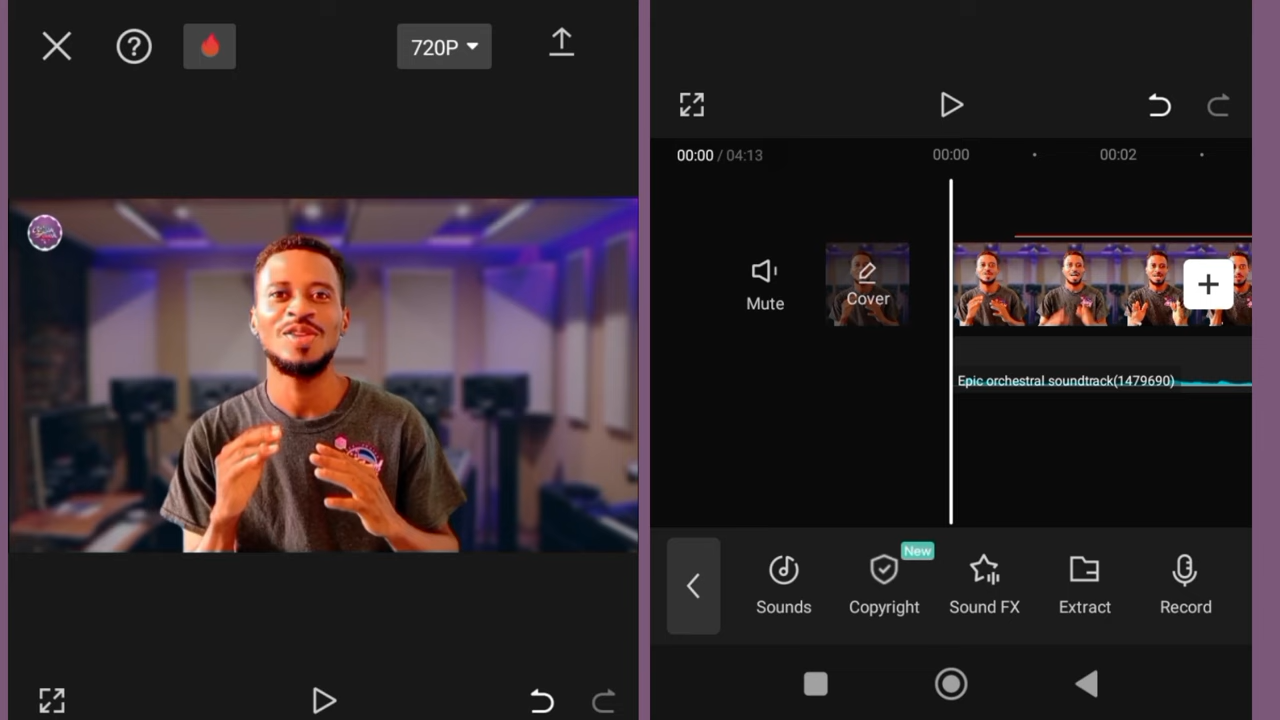 720P
00:00 / 04:13
00:00
00:02
Mute
Cover
Epic orchestral soundtrack(1479690)
New
Sounds
Copyright
Sound FX
Extract
Record